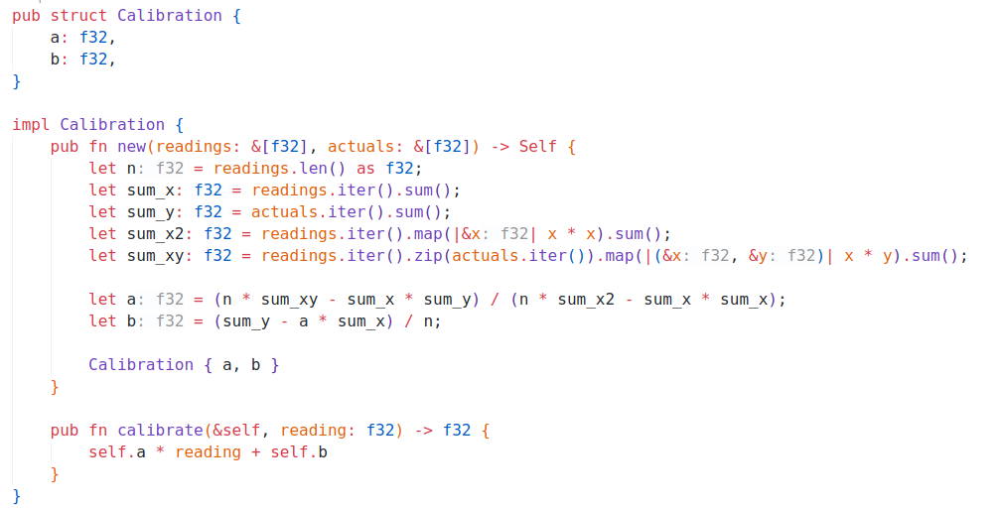 pub struct Calibration {
    a: f32,
    b: f32,
}

impl Calibration {
    pub fn new(readings: &[f32], actuals: &[f32]) -> Self {
        let n: f32 = readings.len() as f32;
        let sum_x: f32 = readings.iter().sum();
        let sum_y: f32 = actuals.iter().sum();
        let sum_x2: f32 = readings.iter().map(|&x: f32| x * x).sum();
        let sum_xy: f32 = readings.iter().zip(actuals.iter()).map(|(&x: f32, &y: f32)| x * y).sum();

        let a: f32 = (n * sum_xy - sum_x * sum_y) / (n * sum_x2 - sum_x * sum_x);
        let b: f32 = (sum_y - a * sum_x) / n;

        Calibration { a, b }
    }

    pub fn calibrate(&self, reading: f32) -> f32 {
        self.a * reading + self.b
    }
}